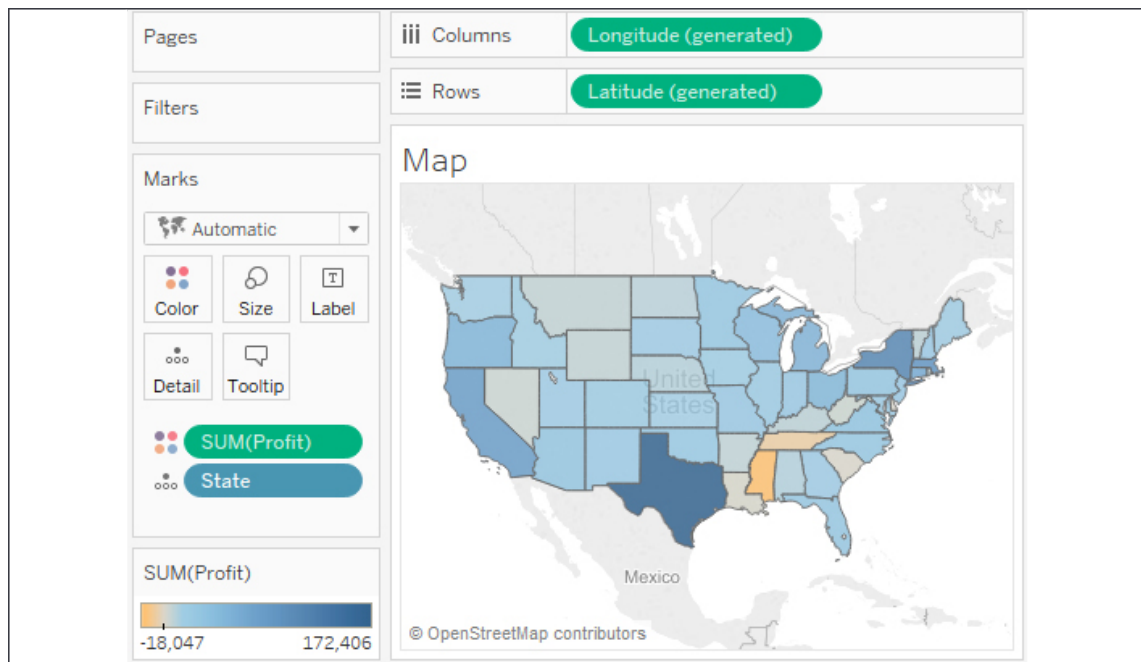 Pages
Columns
Longitude (generated)
Rows
Latitude (generated)
Filters
Marks
Automatic
Color
Size
T
Label
Detail
Tooltip
SUM(Profit)
State
SUM(Profit)
-18,047
172,406
Map
United
States
Mexico
© OpenStreetMap contributors